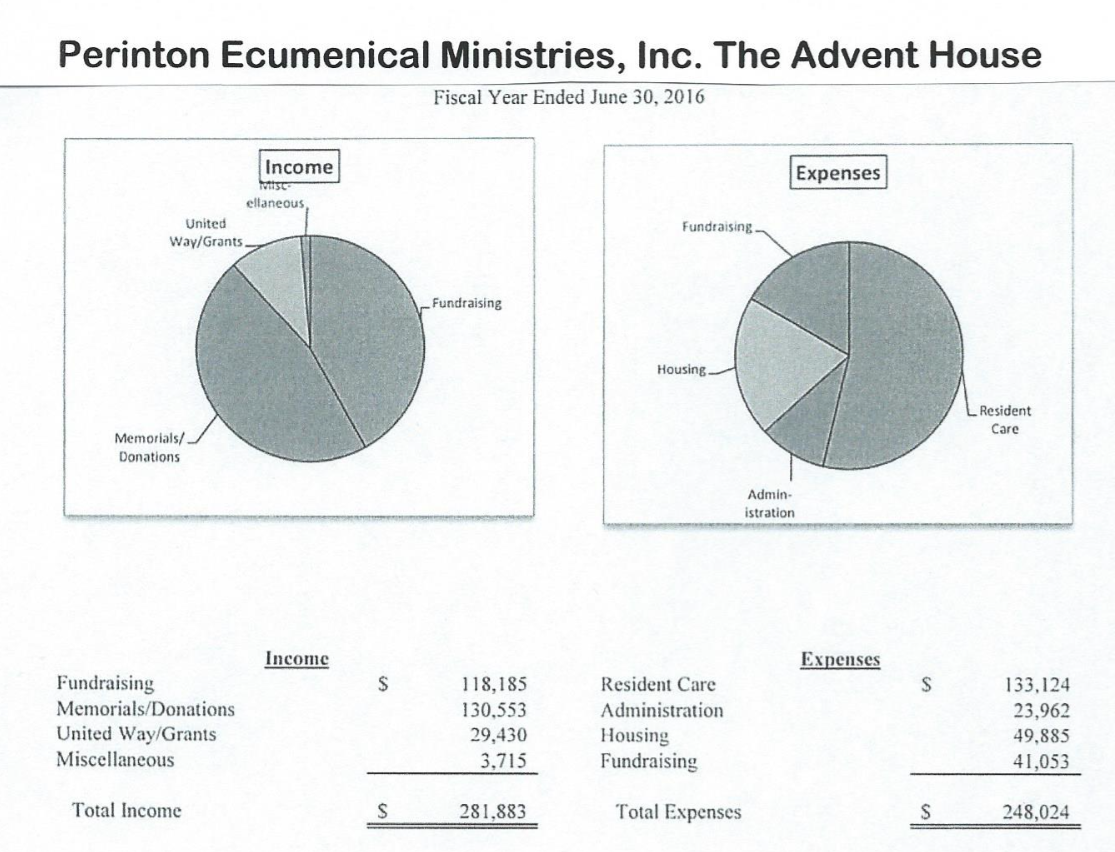 Perinton Ecumenical Ministries, Inc. The Advent House
Fiscal Year Ended June 30, 2016
Income
Misc-
ellaneous
United
Way/Grants
Fundraising
Memorials/
Donations
Expenses
Fundraising
Housing
Resident
Care
Admin-
istration
Income
Fundraising $ 118,185
Memorials/Donations 130,553
United Way/Grants 29,430
Miscellaneous 3,715
Total Income $ 281,883
Expenses
Resident Care $ 133,124
Administration 23,962
Housing 49,885
Fundraising 41,053
Total Expenses $ 248,024